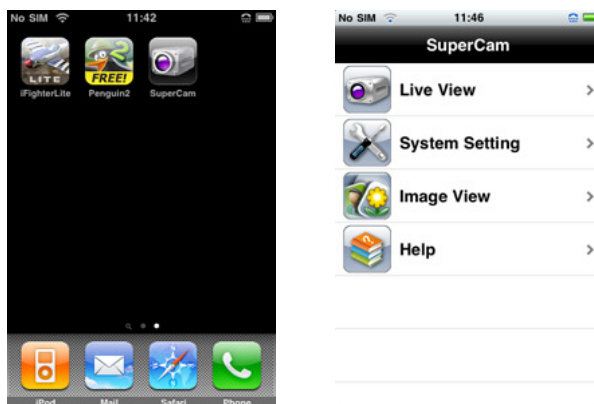 No SIM 11:42
LITE
FREE!
2
iFighterLite Penguin2 SuperCam
iPod Mail Safari Phone
No SIM 11:46
SuperCam
Live View
System Setting
Image View
Help